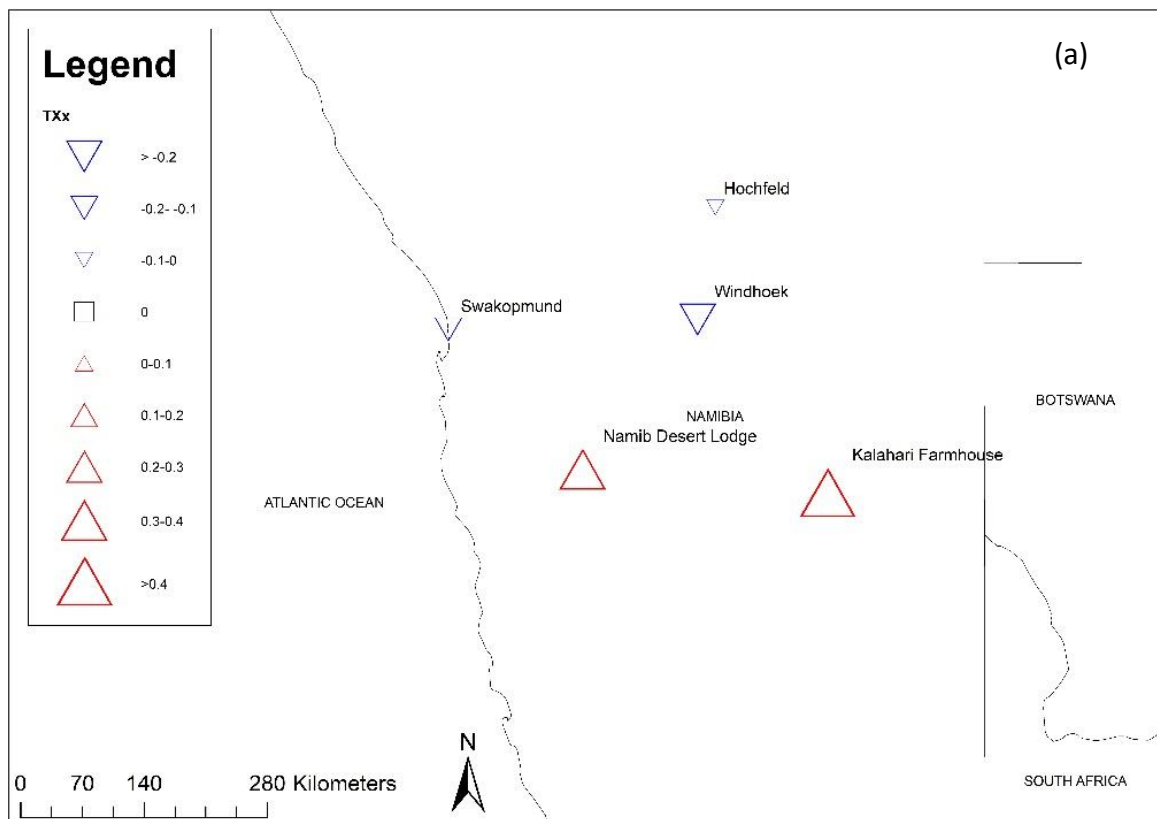 (a)
Legend
TXx
> -0.2
-0.2- -0.1
-0.1-0
0
0-0.1
0.1-0.2
0.2-0.3
0.3-0.4
>0.4
Hochfeld
Windhoek
Swakopmund
BOTSWANA
NAMIBIA
Namib Desert Lodge
Kalahari Farmhouse
ATLANTIC OCEAN
N
0 70 140 280 Kilometers
SOUTH AFRICA